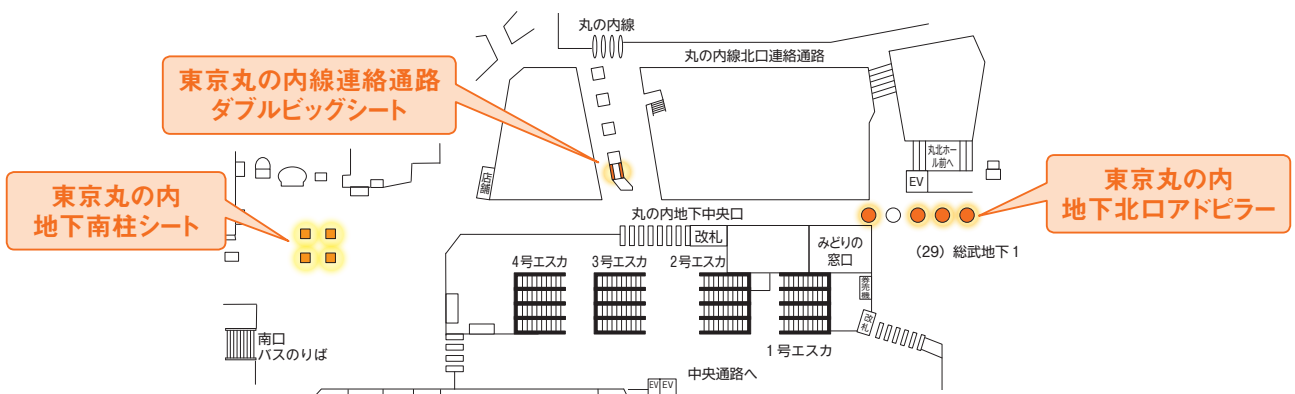 丸の内線
丸の内線北口連絡通路
東京丸の内線連絡通路
ダブルビッグシート
丸北ホー
ル前へ
EV
店舗
東京丸の内
地下南柱シート
東京丸の内
地下北口アドピラー
丸の内地下中央口
改札
みどりの
窓口
(29) 総武地下1
4号エスカ
3号エスカ
2号エスカ
券売機
改札
南口
バスのりば
1号エスカ
中央通路へ
EV
EV